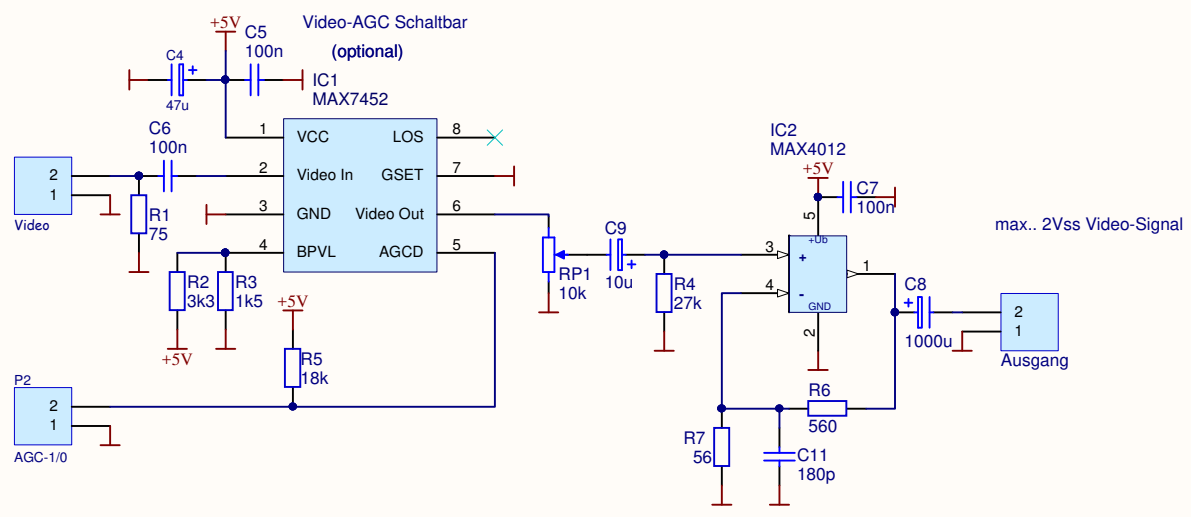 Video-AGC Schaltbar
(optional)
+5V
C4
+
47u
C5
100n
IC1
MAX7452
1
VCC
2
Video In
3
GND
4
BPVL
LOS
8
GSET
7
Video Out
6
AGCD
5
C6
100n
2
1
Video
R1
75
R2
3k3
R3
1k5
+5V
+5V
R5
18k
P2
2
1
AGC-1/0
RP1
10k
C9
+
10u
R4
27k
IC2
MAX4012
+5V
C7
100n
5
+Ub
3
+
4
-
GND
2
1
max.. 2Vss Video-Signal
C8
+
1000u
2
1
Ausgang
R6
560
R7
56
C11
180p